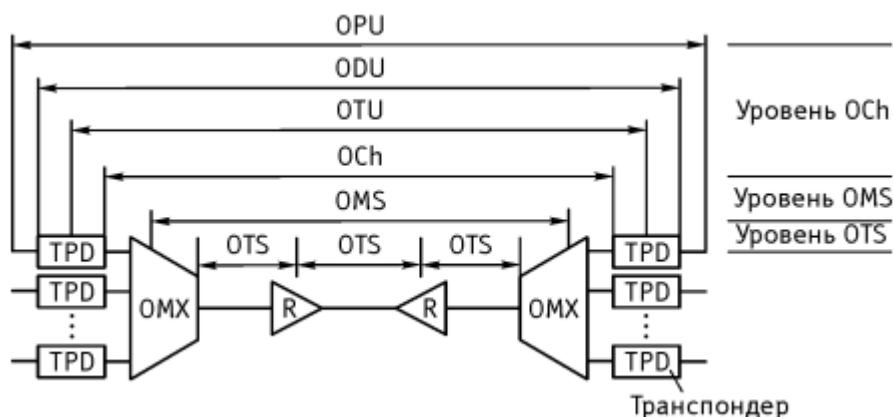 OPU
ODU
OTU
Уровень OCh
OCh
OMS
Уровень OMS
OTS OTS OTS
Уровень OTS
TPD TPD
TPD TPD
OMX R R OMX
TPD TPD
Транспондер